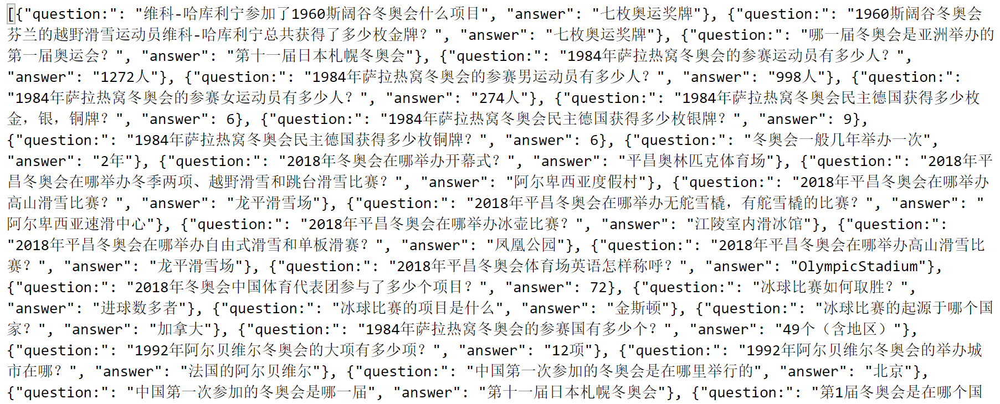 [{"question:": "维科-哈库利宁参加了1960斯阔谷冬奥会什么项目", "answer": "七枚奥运奖牌"}, {"question:": "1960斯阔谷冬奥会
芬兰的越野滑雪运动员维科-哈库利宁总共获得了多少枚金牌？", "answer": "七枚奥运奖牌"}, {"question:": "哪一届冬奥会是亚洲举办的
第一届奥运会？", "answer": "第十一届日本札幌冬奥会"}, {"question:": "1984年萨拉热窝冬奥会的参赛运动员有多少人？",
"answer": "1272人"}, {"question:": "1984年萨拉热窝冬奥会的参赛男运动员有多少人？", "answer": "998人"}, {"question:":
"1984年萨拉热窝冬奥会的参赛女运动员有多少人？", "answer": "274人"}, {"question:": "1984年萨拉热窝冬奥会民主德国获得多少枚
金，银，铜牌？", "answer": 6}, {"question:": "1984年萨拉热窝冬奥会民主德国获得多少枚银牌？", "answer": 9},
{"question:": "1984年萨拉热窝冬奥会民主德国获得多少枚铜牌？", "answer": 6}, {"question:": "冬奥会一般几年举办一次",
"answer": "2年"}, {"question:": "2018年冬奥会在哪举办开幕式？", "answer": "平昌奥林匹克体育场"}, {"question:": "2018年平
昌冬奥会在哪举办冬季两项、越野滑雪和跳台滑雪比赛？", "answer": "阿尔卑西亚度假村"}, {"question:": "2018年平昌冬奥会在哪举办
高山滑雪比赛？", "answer": "龙平滑雪场"}, {"question:": "2018年平昌冬奥会在哪举办无舵雪橇，有舵雪橇的比赛？", "answer": "
阿尔卑西亚速滑中心"}, {"question:": "2018年平昌冬奥会在哪举办冰壶比赛？", "answer": "江陵室内滑冰馆"}, {"question:":
"2018年平昌冬奥会在哪举办自由式滑雪和单板滑赛？", "answer": "凤凰公园"}, {"question:": "2018年平昌冬奥会在哪举办高山滑雪比
赛？", "answer": "龙平滑雪场"}, {"question:": "2018年平昌冬奥会体育场英语怎样称呼？", "answer": "OlympicStadium"},
{"question:": "2018年冬奥会中国体育代表团参与了多少个项目？", "answer": 72}, {"question:": "冰球比赛如何取胜？",
"answer": "进球数多者"}, {"question:": "冰球比赛的项目是什么", "answer": "金斯顿"}, {"question:": "冰球比赛的起源于哪个国
家？", "answer": "加拿大"}, {"question:": "1984年萨拉热窝冬奥会的参赛国有多少个？", "answer": "49个（含地区）"},
{"question:": "1992年阿尔贝维尔冬奥会的大项有多少项？", "answer": "12项"}, {"question:": "1992年阿尔贝维尔冬奥会的举办城
市在哪？", "answer": "法国的阿尔贝维尔"}, {"question:": "中国第一次参加的冬奥会是在哪里举行的", "answer": "北京"},
{"question:": "中国第一次参加的冬奥会是哪一届", "answer": "第十一届日本札幌冬奥会"}, {"question:": "第1届冬奥会是在哪个国